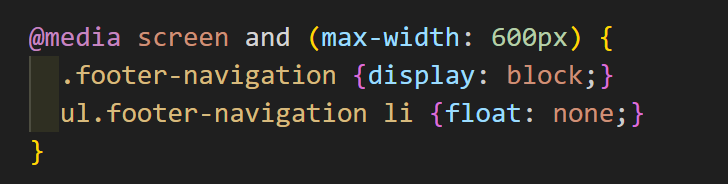 @media screen and (max-width: 600px) {
  .footer-navigation {display: block;}
  ul.footer-navigation li {float: none;}
}